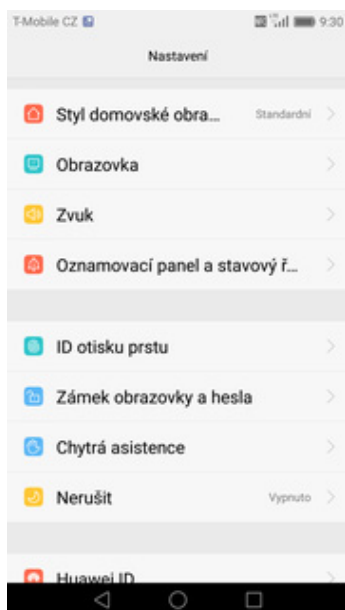 T-Mobile CZ 9:30
Nastavení
Styl domovské obra... Standardní
Obrazovka
Zvuk
Oznamovací panel a stavový ř...
ID otisku prstu
Zámek obrazovky a hesla
Chytrá asistence
Nerušit Vypnuto
Huawei ID